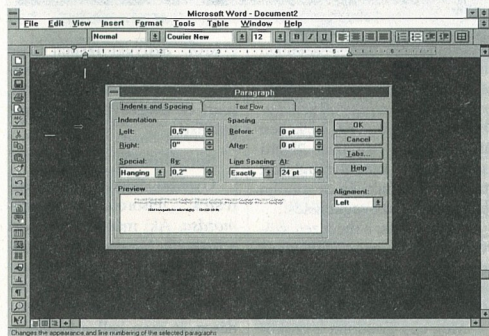 Microsoft Word - Document2
File Edit View Insert Format Tools Table Window Help
Normal Courier New 12 B I U
Paragraph
Indents and Spacing Text Flow
Indentation Spacing
Left: 0,5" Before: 0 pt OK
Right: 0" After: 0 pt Cancel
Special: By: Line Spacing: At: Tabs...
Hanging 0,2" Exactly 24 pt Help
Preview Alignment:
Left
Changes the appearance and line numbering of the selected paragraphs